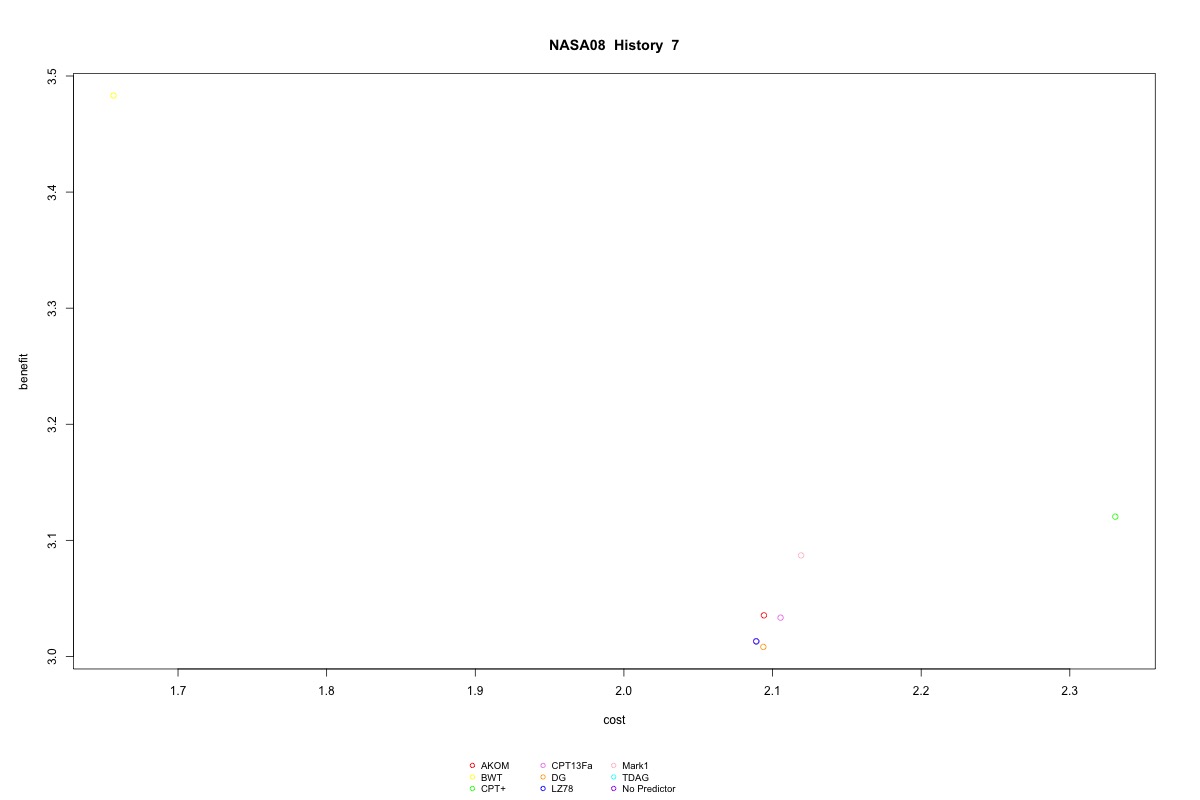 NASA08 History 7
3.5
3.4
3.3
3.2
3.1
3.0
benefit
1.7 1.8 1.9 2.0 2.1 2.2 2.3
cost
AKOM CPT13Fa Mark1
BWT DG TDAG
CPT+ LZ78 No Predictor